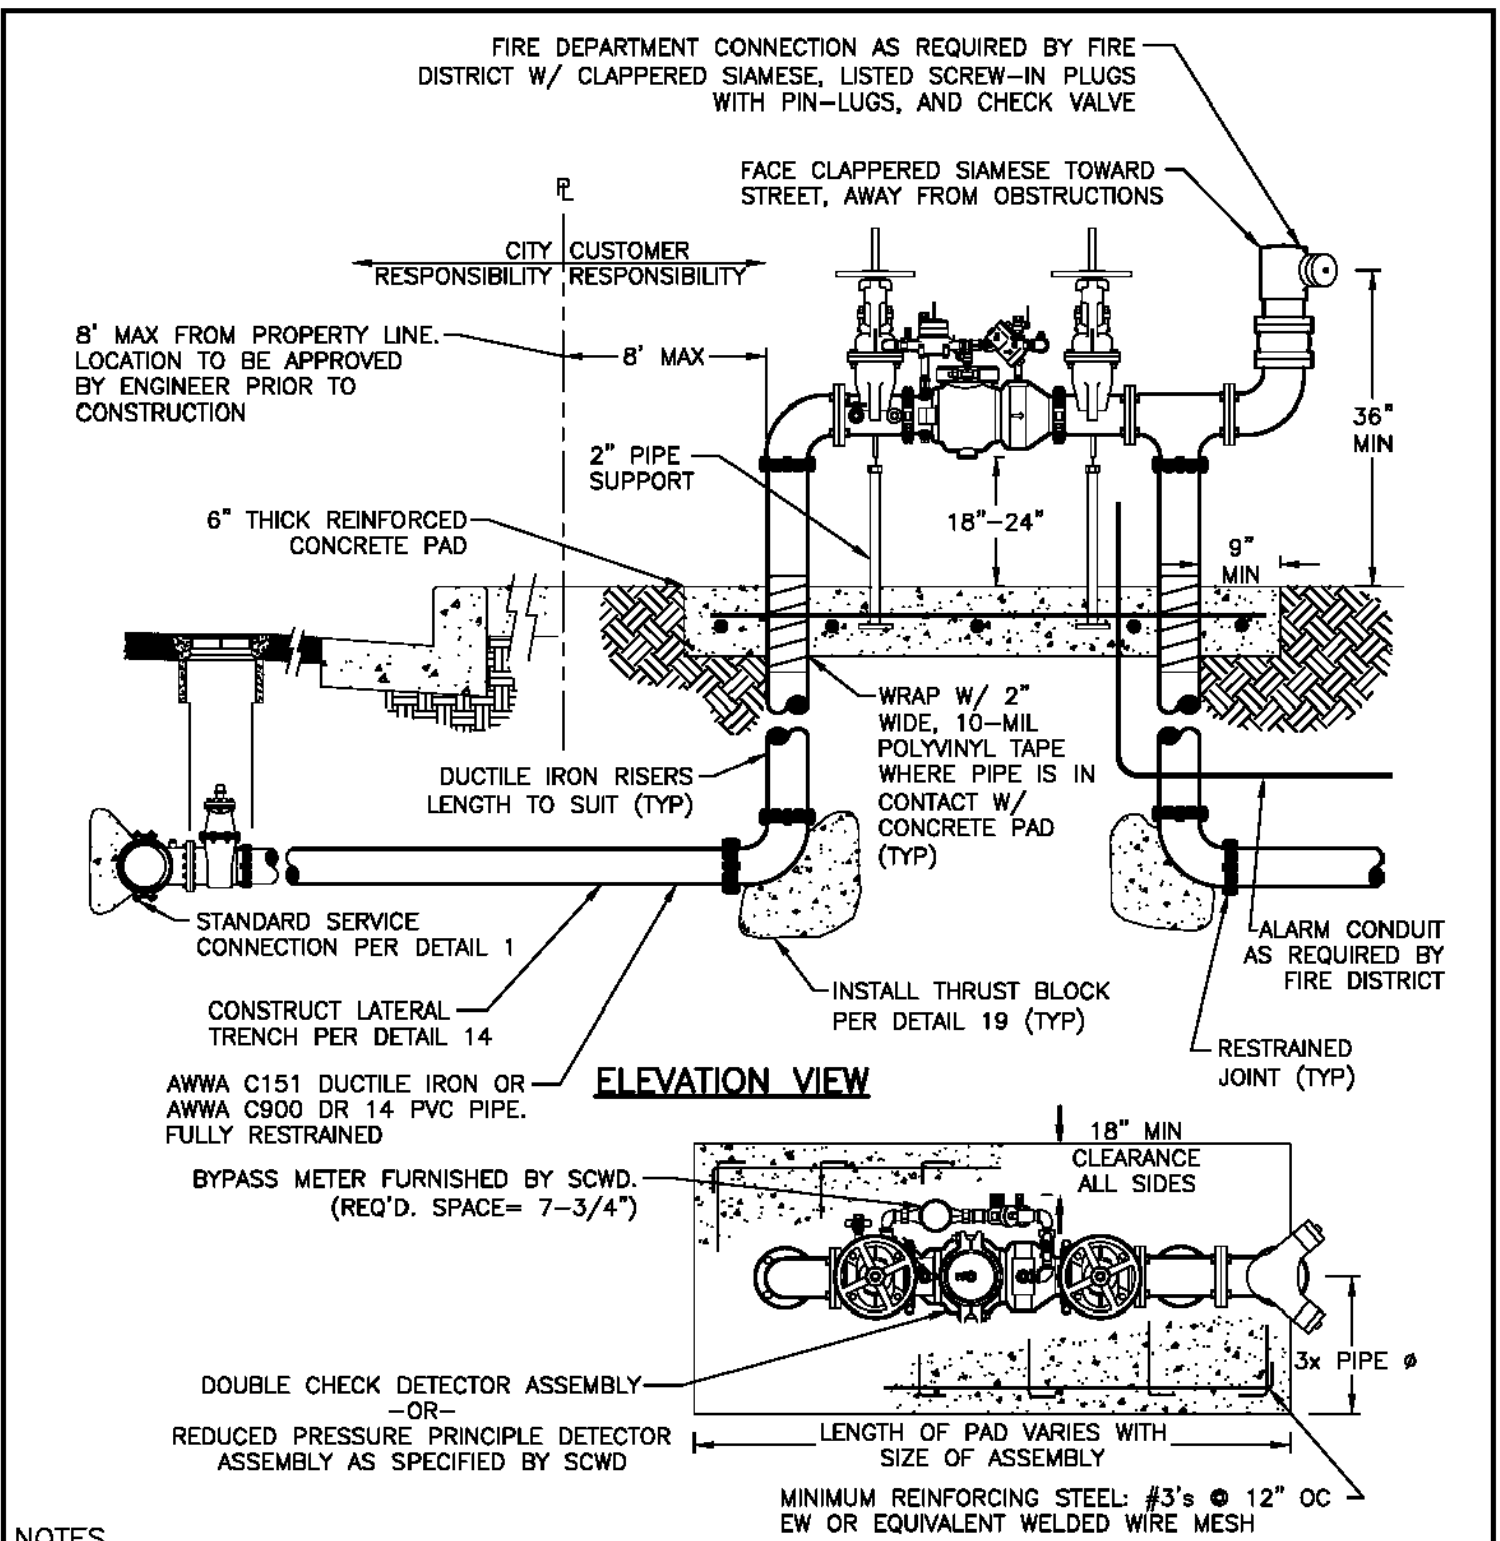 FIRE DEPARTMENT CONNECTION AS REQUIRED BY FIRE
DISTRICT W/ CLAPPERED SIAMESE, LISTED SCREW-IN PLUGS
WITH PIN-LUGS, AND CHECK VALVE
FACE CLAPPERED SIAMESE TOWARD
STREET, AWAY FROM OBSTRUCTIONS
PL
CITY CUSTOMER
RESPONSIBILITY RESPONSIBILITY
8' MAX FROM PROPERTY LINE.
LOCATION TO BE APPROVED
BY ENGINEER PRIOR TO
CONSTRUCTION
8' MAX
36"
MIN
2" PIPE
SUPPORT
18"-24"
6" THICK REINFORCED
CONCRETE PAD
9"
MIN
WRAP W/ 2"
WIDE, 10-MIL
POLYVINYL TAPE
WHERE PIPE IS IN
CONTACT W/
CONCRETE PAD
(TYP)
DUCTILE IRON RISERS
LENGTH TO SUIT (TYP)
STANDARD SERVICE
CONNECTION PER DETAIL 1
ALARM CONDUIT
AS REQUIRED BY
FIRE DISTRICT
INSTALL THRUST BLOCK
PER DETAIL 19 (TYP)
CONSTRUCT LATERAL
TRENCH PER DETAIL 14
RESTRAINED
JOINT (TYP)
AWWA C151 DUCTILE IRON OR
AWWA C900 DR 14 PVC PIPE.
FULLY RESTRAINED
ELEVATION VIEW
18" MIN
CLEARANCE
ALL SIDES
BYPASS METER FURNISHED BY SCWD.
(REQ'D. SPACE= 7-3/4")
3x PIPE ø
DOUBLE CHECK DETECTOR ASSEMBLY
-OR-
REDUCED PRESSURE PRINCIPLE DETECTOR
ASSEMBLY AS SPECIFIED BY SCWD
LENGTH OF PAD VARIES WITH
SIZE OF ASSEMBLY
MINIMUM REINFORCING STEEL: #3's @ 12" OC
EW OR EQUIVALENT WELDED WIRE MESH
NOTES